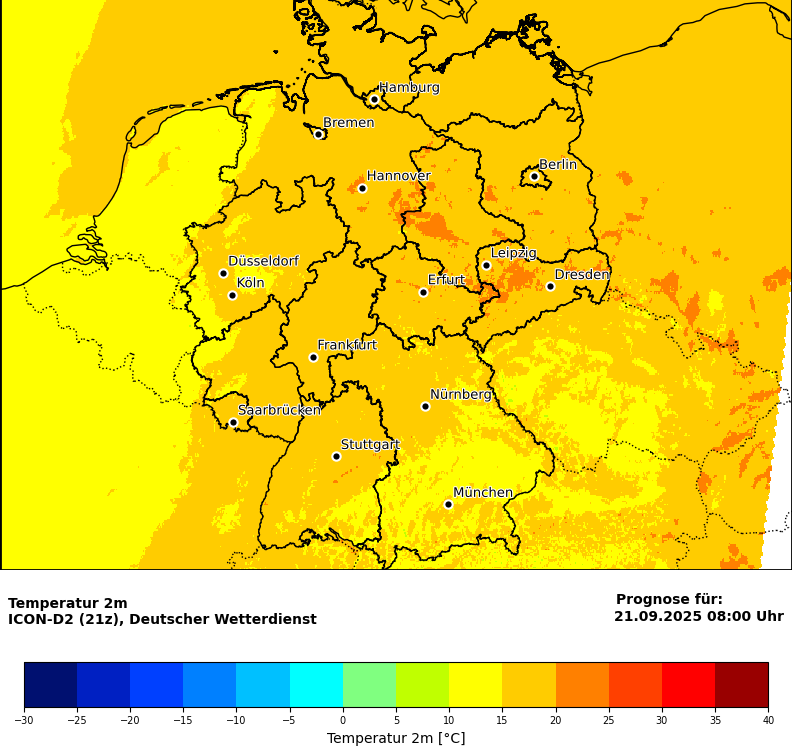 Hamburg
Bremen
Berlin
Hannover
Leipzig
Düsseldorf
Dresden
Erfurt
Köln
Frankfurt
Nürnberg
Saarbrücken
Stuttgart
München
Temperatur 2m
ICON-D2 (21z), Deutscher Wetterdienst
Prognose für:
21.09.2025 08:00 Uhr
−30 −25 −20 −15 −10 −5 0 5 10 15 20 25 30 35 40
Temperatur 2m [°C]